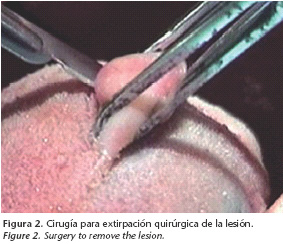 Figura 2. Cirugía para extirpación quirúrgica de la lesión.
Figure 2. Surgery to remove the lesion.